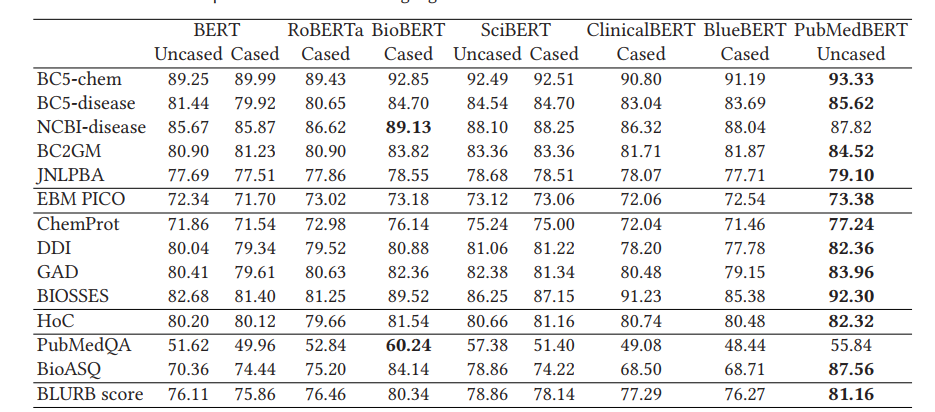 BERT RoBERTa BioBERT SciBERT ClinicalBERT BlueBERT PubMedBERT
Uncased Cased Cased Cased Uncased Cased Cased Cased Uncased
BC5-chem 89.25 89.99 89.43 92.85 92.49 92.51 90.80 91.19 93.33
BC5-disease 81.44 79.92 80.65 84.70 84.54 84.70 83.04 83.69 85.62
NCBI-disease 85.67 85.87 86.62 89.13 88.10 88.25 86.32 88.04 87.82
BC2GM 80.90 81.23 80.90 83.82 83.36 83.36 81.71 81.87 84.52
JNLPBA 77.69 77.51 77.86 78.55 78.68 78.51 78.07 77.71 79.10
EBM PICO 72.34 71.70 73.02 73.18 73.12 73.06 72.06 72.54 73.38
ChemProt 71.86 71.54 72.98 76.14 75.24 75.00 72.04 71.46 77.24
DDI 80.04 79.34 79.52 80.88 81.06 81.22 78.20 77.78 82.36
GAD 80.41 79.61 80.63 82.36 82.38 81.34 80.48 79.15 83.96
BIOSSES 82.68 81.40 81.25 89.52 86.25 87.15 91.23 85.38 92.30
HoC 80.20 80.12 79.66 81.54 80.66 81.16 80.74 80.48 82.32
PubMedQA 51.62 49.96 52.84 60.24 57.38 51.40 49.08 48.44 55.84
BioASQ 70.36 74.44 75.20 84.14 78.86 74.22 68.50 68.71 87.56
BLURB score 76.11 75.86 76.46 80.34 78.86 78.14 77.29 76.27 81.16